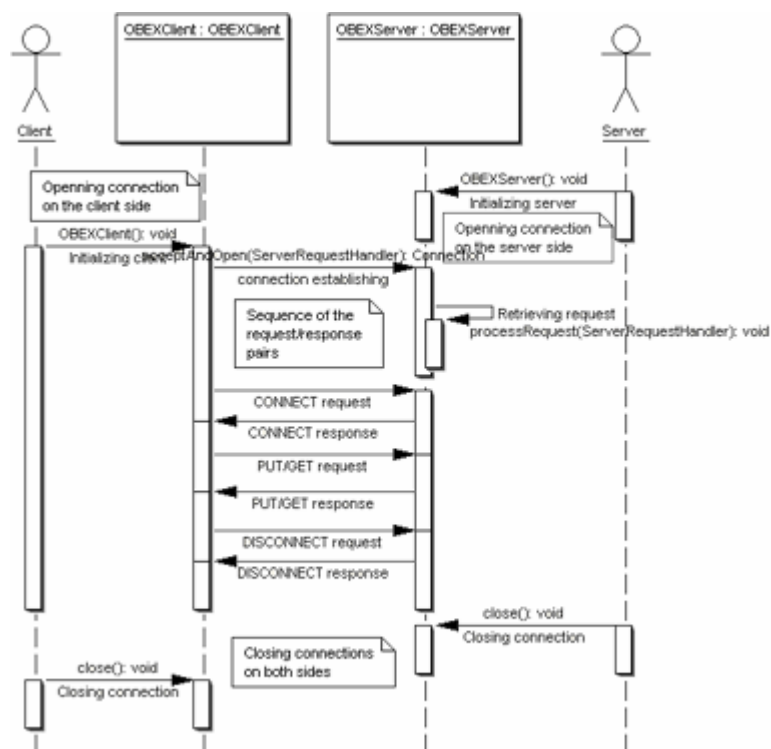 OBEXClient : OBEXClient
OBEXServer : OBEXServer
Client
Server
Openning connection
on the client side
OBEXServer(): void
Initializing server
Openning connection
on the server side
OBEXClient(): void
Initializing client
acceptAndOpen(ServerRequestHandler): Connection
connection establishing
Sequence of the
request/response
pairs
Retrieving request
processRequest(ServerRequestHandler): void
CONNECT request
CONNECT response
PUT/GET request
PUT/GET response
DISCONNECT request
DISCONNECT response
close(): void
Closing connection
Closing connections
on both sides
close(): void
Closing connection